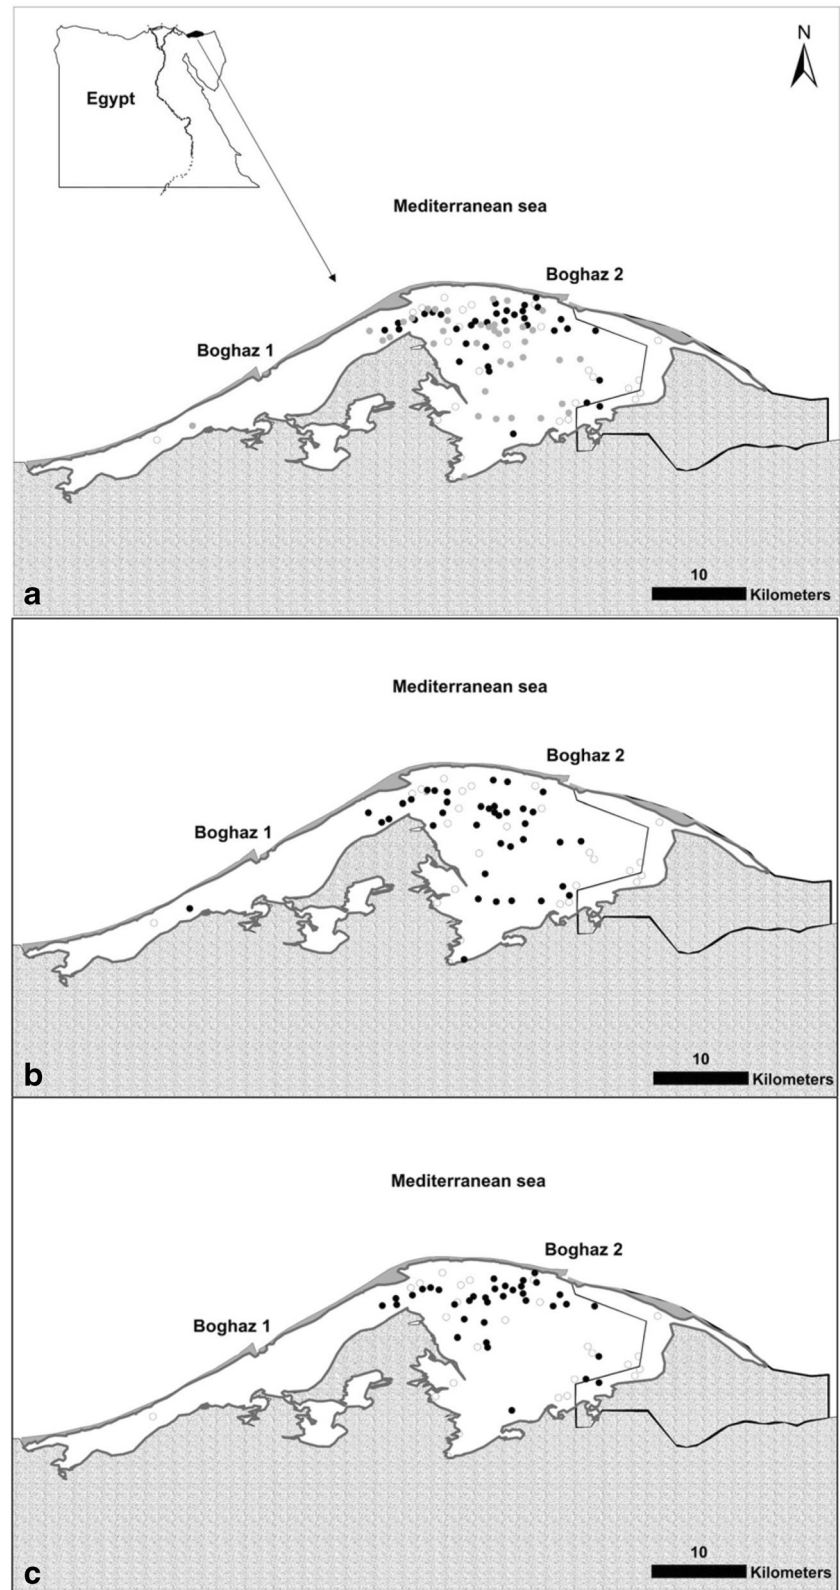 N
Egypt
Mediterranean sea
Boghaz 2
Boghaz 1
10
Kilometers
a
Mediterranean sea
Boghaz 2
Boghaz 1
10
Kilometers
b
Mediterranean sea
Boghaz 2
Boghaz 1
10
Kilometers
c